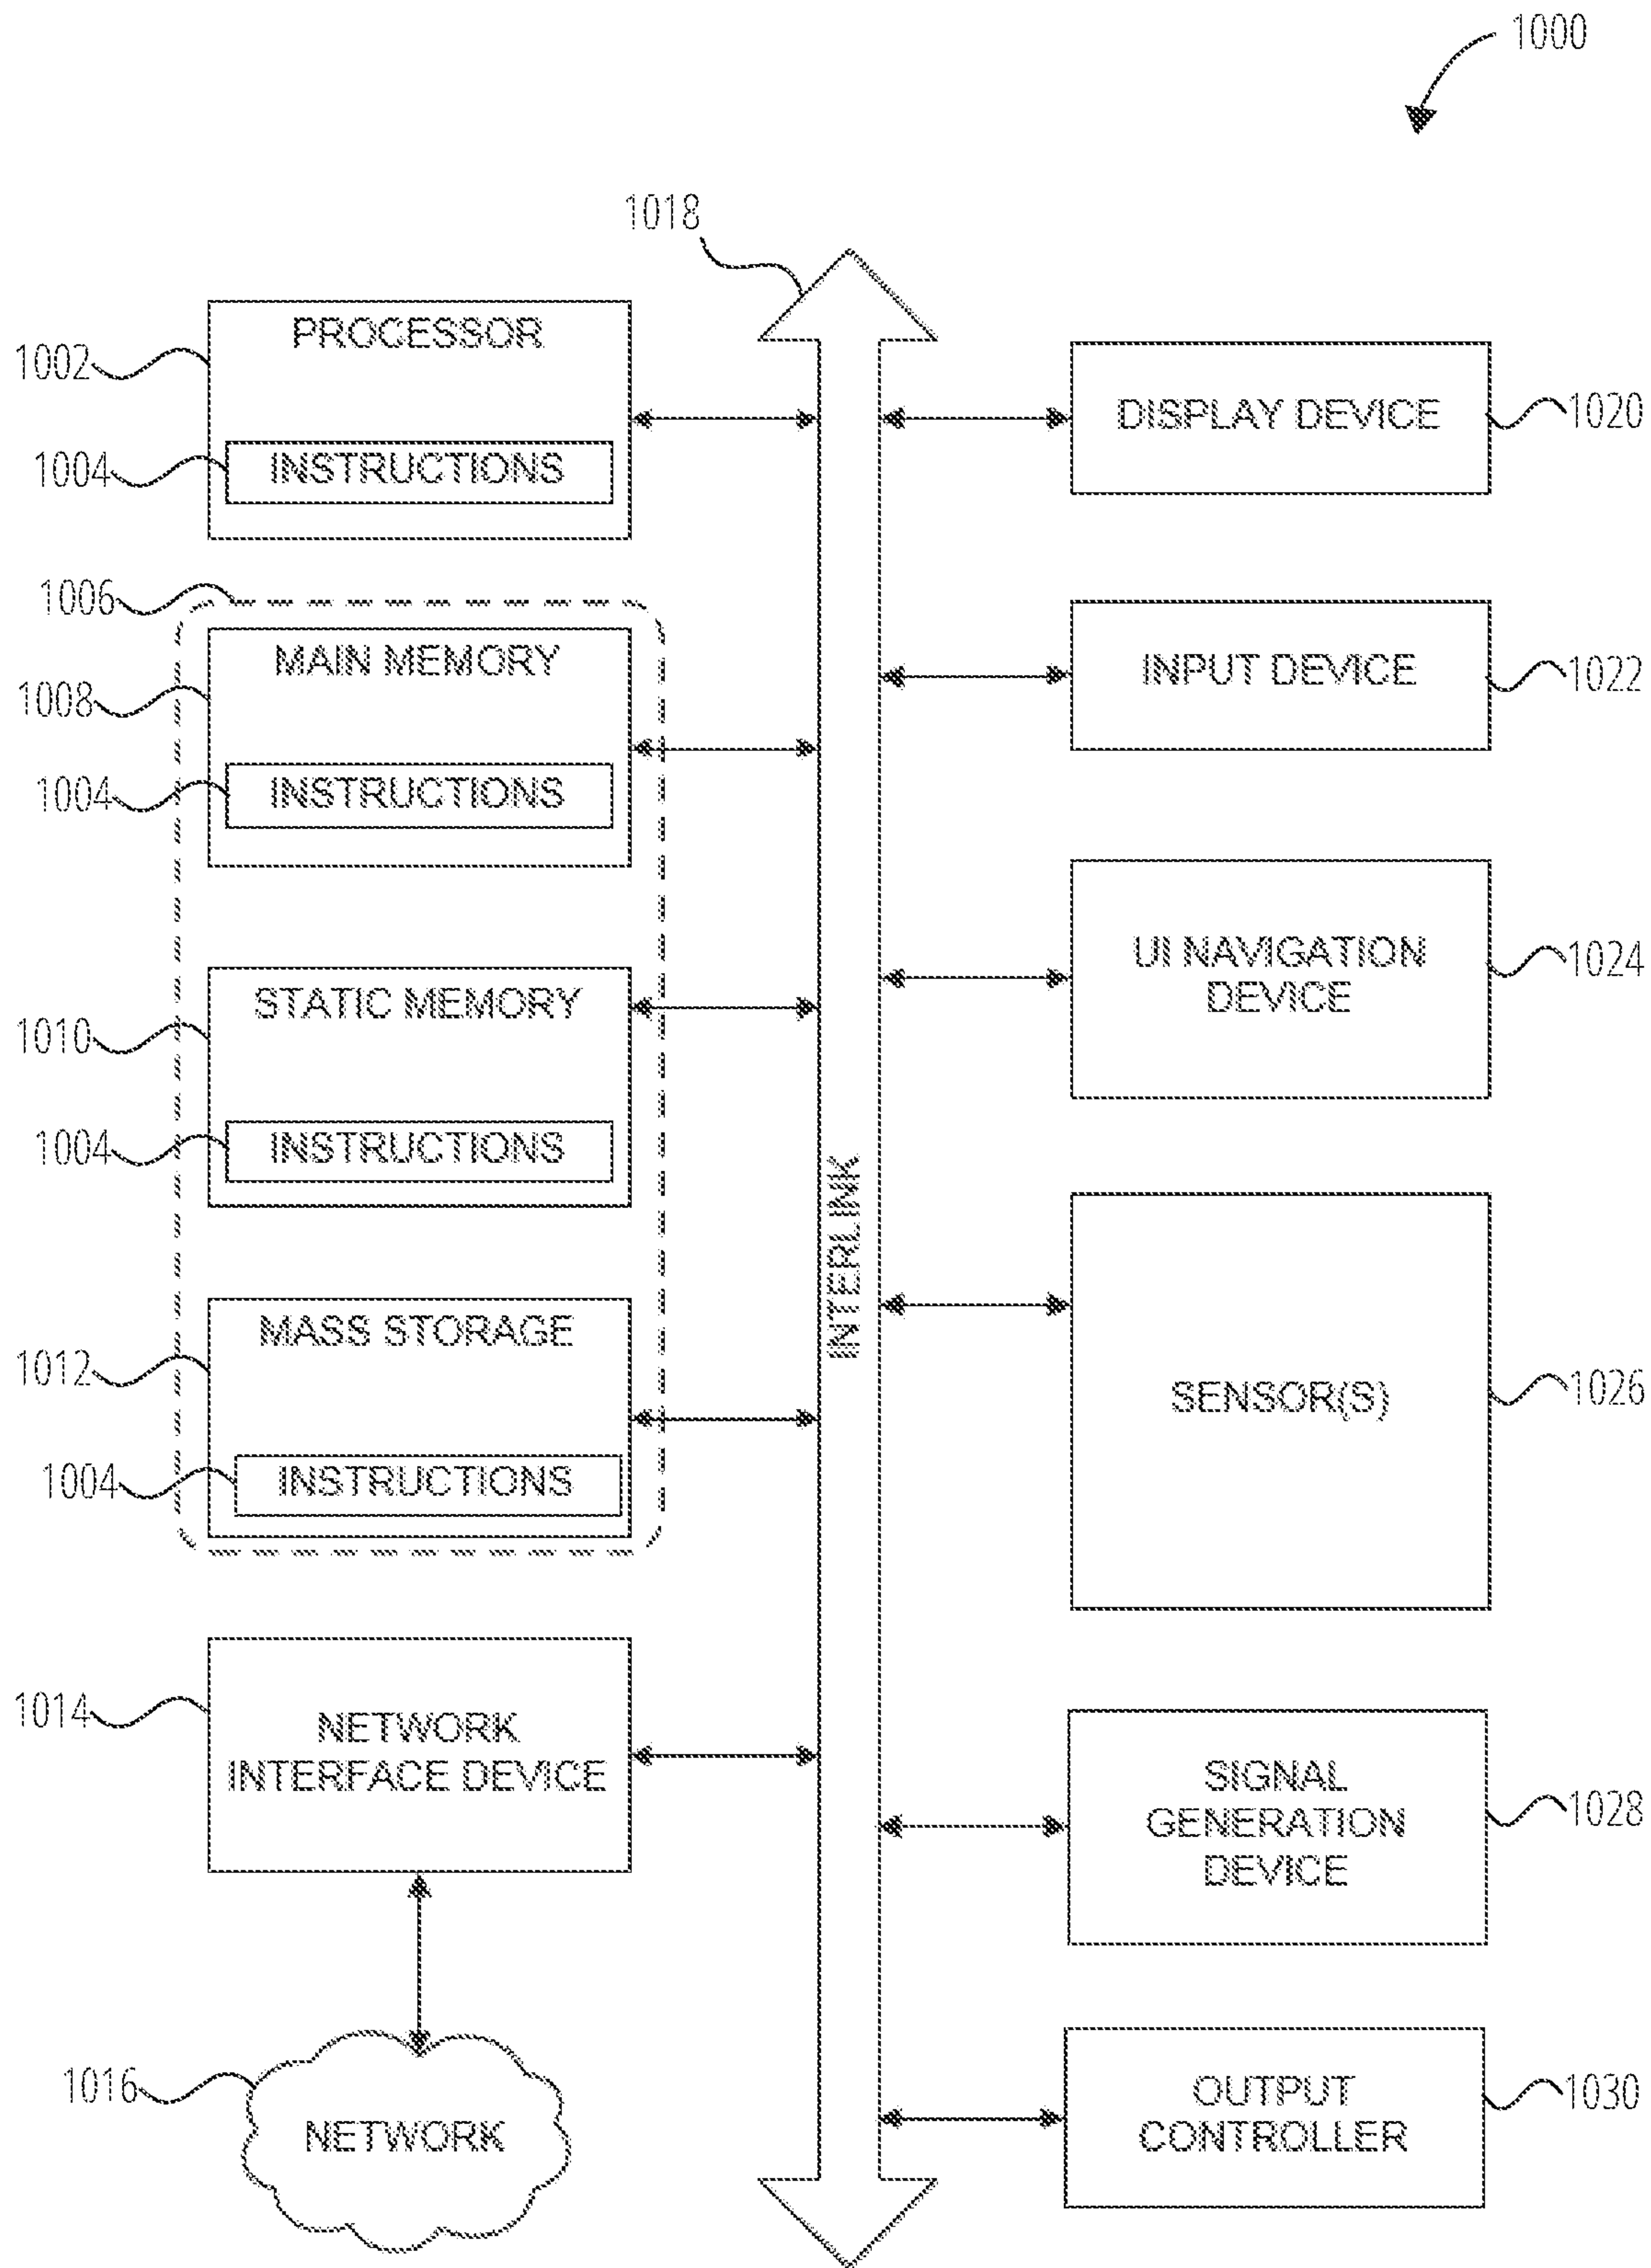 1000
1018
PROCESSOR
1002
INSTRUCTIONS
1004
1006
MAIN MEMORY
1008
INSTRUCTIONS
1004
STATIC MEMORY
1010
INSTRUCTIONS
1004
MASS STORAGE
1012
INSTRUCTIONS
1004
1014
NETWORK
INTERFACE DEVICE
1016
NETWORK
INTERLINK
DISPLAY DEVICE
1020
INPUT DEVICE
1022
UI NAVIGATION
DEVICE
1024
SENSOR(S)
1026
SIGNAL
GENERATION
DEVICE
1028
OUTPUT
CONTROLLER
1030